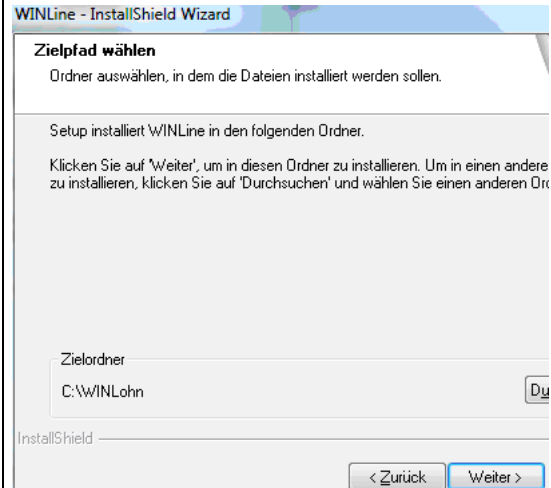 WINLine - InstallShield Wizard
Zielpfad wählen
Ordner auswählen, in dem die Dateien installiert werden sollen.
Setup installiert WINLine in den folgenden Ordner.
Klicken Sie auf 'Weiter', um in diesen Ordner zu installieren. Um in einen andere
zu installieren, klicken Sie auf 'Durchsuchen' und wählen Sie einen anderen Ord
Zielordner
C:\WINLohn
Du
InstallShield
< Zurück
Weiter >